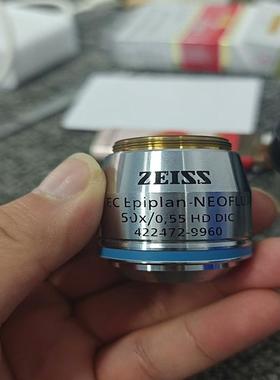 ZEISS
EC Epiplan-NEOFLU
50x/0,55 HD DIC
422472-9960